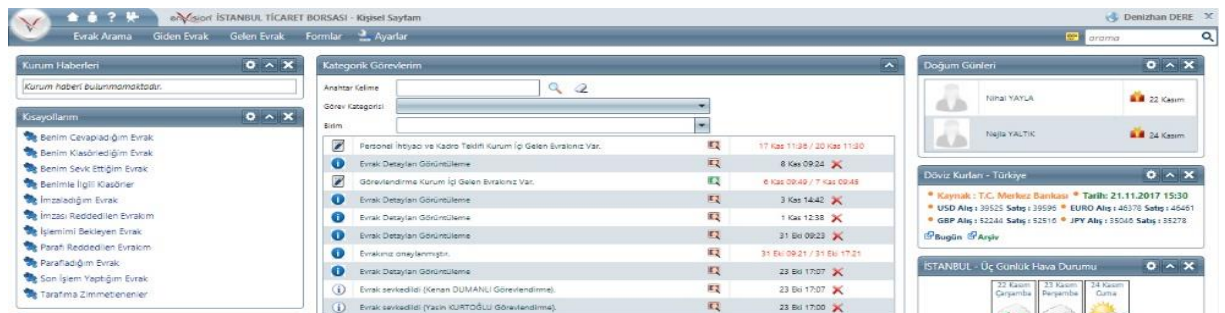 enVision İSTANBUL TİCARET BORSASI - Kişisel Sayfam
Denizhan DERE
Evrak Arama Giden Evrak Gelen Evrak Formlar Ayarlar
arama
Kurum Haberleri
Kurum haberi bulunmamaktadır.
Kısayollarım
Benim Cevapladığım Evrak
Benim Klasörlediğim Evrak
Benim Sevk Ettiğim Evrak
Benimle İlgili Klasörler
İmzaladığım Evrak
İmzası Reddedilen Evrakım
İşlemimi Bekleyen Evrak
Parafı Reddedilen Evrakım
Parafladığım Evrak
Son İşlem Yaptığım Evrak
Tarafıma Zimmetlenenler
Kategorik Görevlerim
Anahtar Kelime
Görev Kategorisi
Birim
Personel İhtiyacı ve Kadro Teklifi Kurum İçi Gelen Evrakınız Var. 17 Kas 11:36 / 20 Kas 11:30
Evrak Detayları Görüntüleme 8 Kas 09:24
Görevlendirme Kurum İçi Gelen Evrakınız Var. 6 Kas 09:49 / 7 Kas 09:45
Evrak Detayları Görüntüleme 3 Kas 14:42
Evrak Detayları Görüntüleme 1 Kas 12:38
Evrak Detayları Görüntüleme 31 Eki 09:23
Evrakınız onaylanmıştır. 31 Eki 09:21 / 31 Eki 17:21
Evrak Detayları Görüntüleme 23 Eki 17:07
Evrak sevkedildi (Kenan DUMANLI Görevlendirme). 23 Eki 17:07
Evrak sevkedildi (Yasin KURTOĞLU Görevlendirme). 23 Eki 17:00
Doğum Günleri
Nihal YAYLA 22 Kasım
Nejla YALTIK 24 Kasım
Döviz Kurları - Türkiye
Kaynak : T.C. Merkez Bankası Tarih: 21.11.2017 15:30
USD Alış : 39525 Satış : 39596 EURO Alış : 46378 Satış : 46461
GBP Alış : 52244 Satış : 52516 JPY Alış : 35046 Satış : 35278
Bugün Arşiv
İSTANBUL - Üç Günlük Hava Durumu
22 Kasım 23 Kasım 24 Kasım
Çarşamba Perşembe Cuma